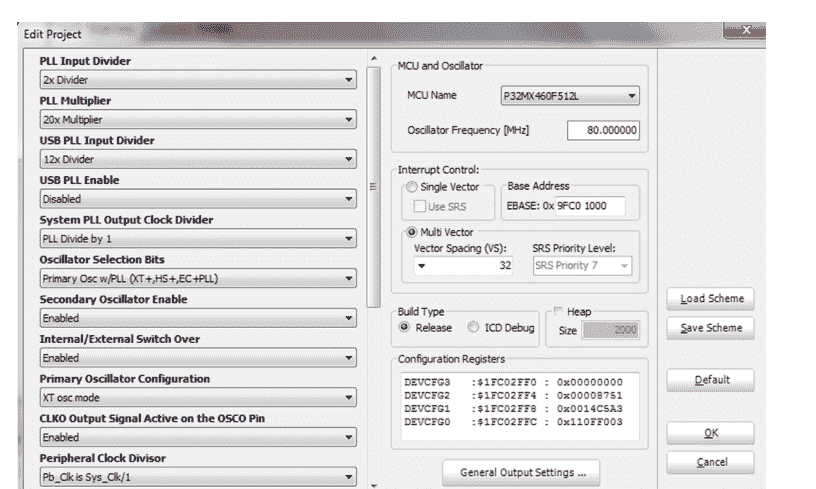 Edit Project
PLL Input Divider
2x Divider
PLL Multiplier
20x Multiplier
USB PLL Input Divider
12x Divider
USB PLL Enable
Disabled
System PLL Output Clock Divider
PLL Divide by 1
Oscillator Selection Bits
Primary Osc w/PLL (XT+,HS+,EC+PLL)
Secondary Oscillator Enable
Enabled
Internal/External Switch Over
Enabled
Primary Oscillator Configuration
XT osc mode
CLKO Output Signal Active on the OSCO Pin
Enabled
Peripheral Clock Divisor
Pb_Clk is Sys_Clk/1
MCU and Oscillator
MCU Name P32MX460F512L
Oscillator Frequency [MHz] 80.000000
Interrupt Control:
Single Vector Base Address
Use SRS EBASE: 0x 9FC0 1000
Multi Vector
Vector Spacing (VS): SRS Priority Level:
32 SRS Priority 7
Build Type Heap
Release ICD Debug Size 2000
Configuration Registers
DEVCFG3 :$1FC02FF0 : 0x00000000
DEVCFG2 :$1FC02FF4 : 0x00008751
DEVCFG1 :$1FC02FF8 : 0x0014C5A3
DEVCFG0 :$1FC02FFC : 0x110FF003
General Output Settings ...
Load Scheme
Save Scheme
Default
OK
Cancel